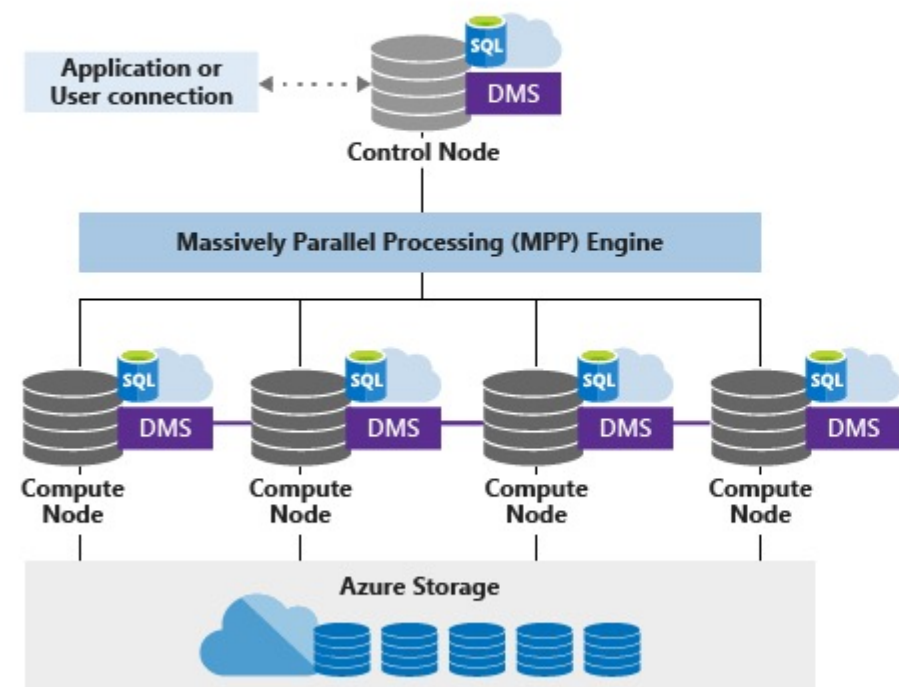 SQL
Application or
User connection
DMS
Control Node
Massively Parallel Processing (MPP) Engine
SQL
SQL
SQL
SQL
DMS
DMS
DMS
DMS
Compute
Node
Compute
Node
Compute
Node
Compute
Node
Azure Storage